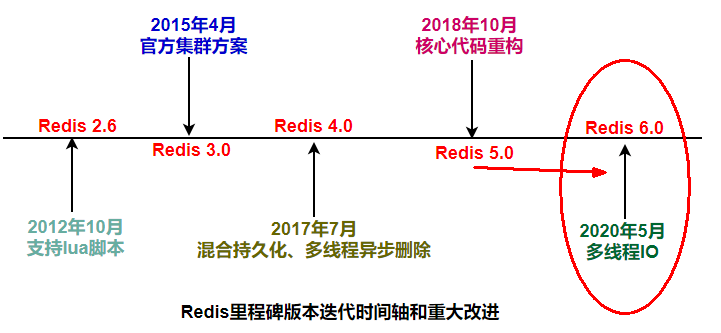 2015年4月
官方集群方案
2018年10月
核心代码重构
Redis 2.6
Redis 4.0
Redis 6.0
Redis 3.0
Redis 5.0
2012年10月
支持lua脚本
2017年7月
混合持久化、多线程异步删除
2020年5月
多线程IO
Redis里程碑版本迭代时间轴和重大改进